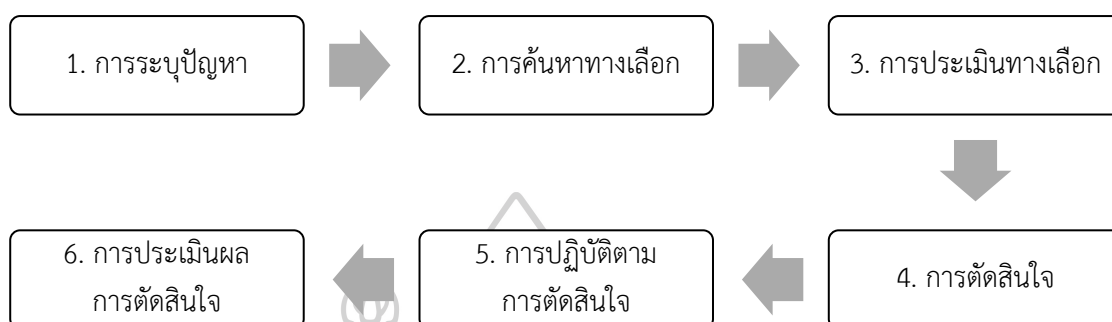 1. การระบุปัญหา
2. การค้นหาทางเลือก
3. การประเมินทางเลือก
4. การตัดสินใจ
5. การปฏิบัติตาม
การตัดสินใจ
6. การประเมินผล
การตัดสินใจ